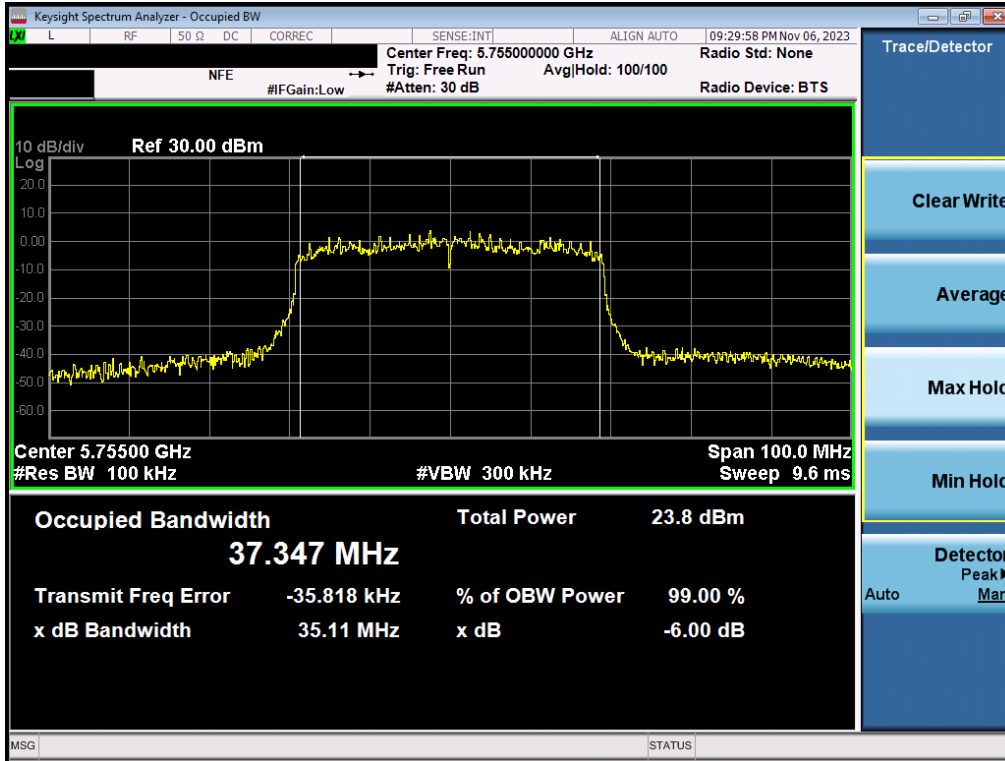 Keysight Spectrum Analyzer - Occupied BW
LXI L RF 50 Ω DC CORREC SENSE:INT ALIGN AUTO 09:29:58 PM Nov 06, 2023
Center Freq: 5.755000000 GHz Radio Std: None
NFE Trig: Free Run Avg|Hold: 100/100
#IFGain:Low #Atten: 30 dB Radio Device: BTS
Trace/Detector
10 dB/div Ref 30.00 dBm
Log
20.0
10.0
0.00
-10.0
-20.0
-30.0
-40.0
-50.0
-60.0
Center 5.75500 GHz Span 100.0 MHz
#Res BW 100 kHz #VBW 300 kHz Sweep 9.6 ms
Occupied Bandwidth Total Power 23.8 dBm
37.347 MHz
Transmit Freq Error -35.818 kHz % of OBW Power 99.00 %
x dB Bandwidth 35.11 MHz x dB -6.00 dB
Clear Write
Average
Max Hold
Min Hold
Detector
Peak
Auto Man
MSG STATUS